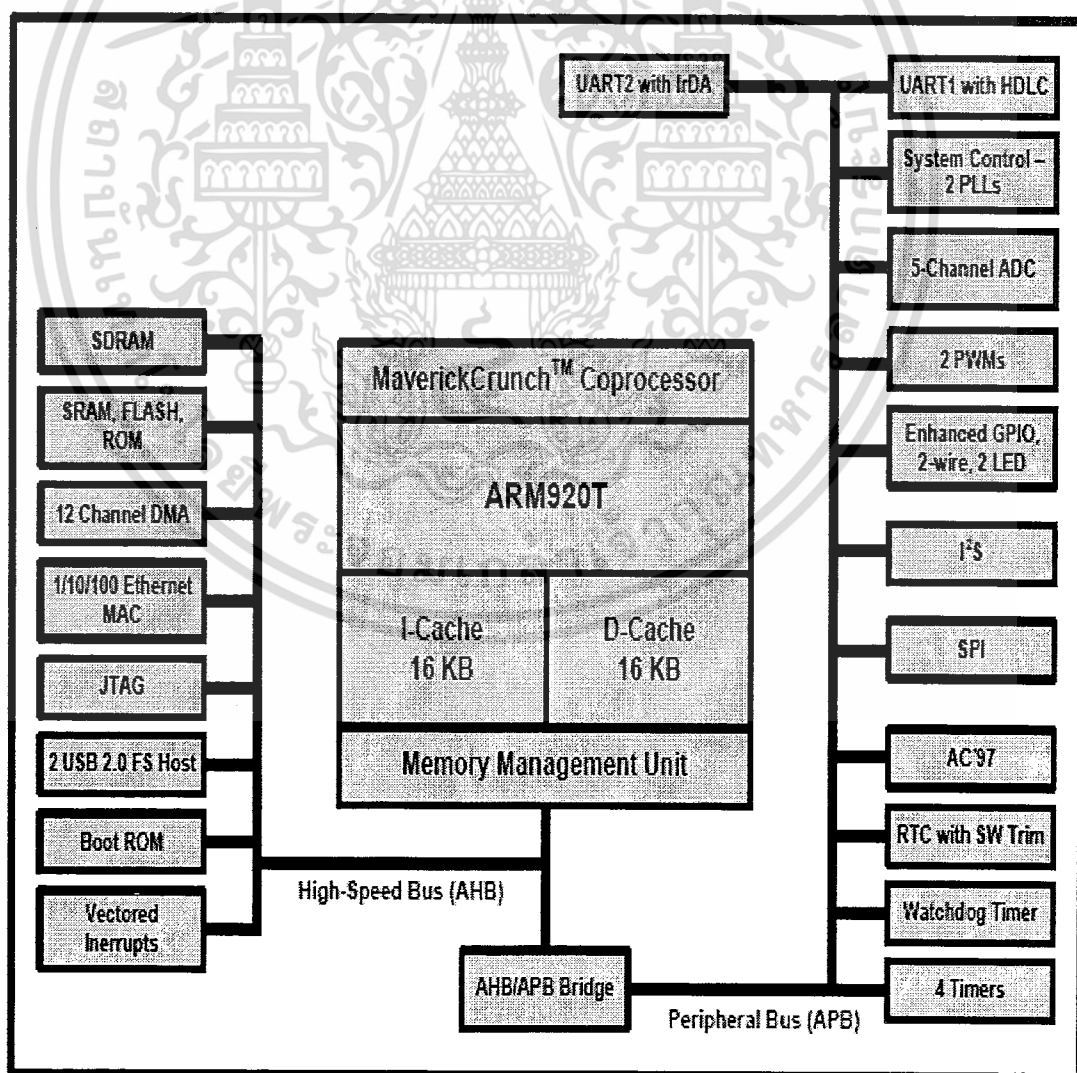 UART2 with IrDA
UART1 with HDLC
System Control –
2 PLLs
5-Channel ADC
2 PWMs
Enhanced GPIO,
2-wire, 2 LED
I²S
SPI
AC'97
RTC with SW Trim
Watchdog Timer
4 Timers
SDRAM
SRAM, FLASH,
ROM
12 Channel DMA
1/10/100 Ethernet
MAC
JTAG
2 USB 2.0 FS Host
Boot ROM
Vectored
Inerrupts
MaverickCrunch™ Coprocessor
ARM920T
I-Cache
16 KB
D-Cache
16 KB
Memory Management Unit
High-Speed Bus (AHB)
AHB/APB Bridge
Peripheral Bus (APB)